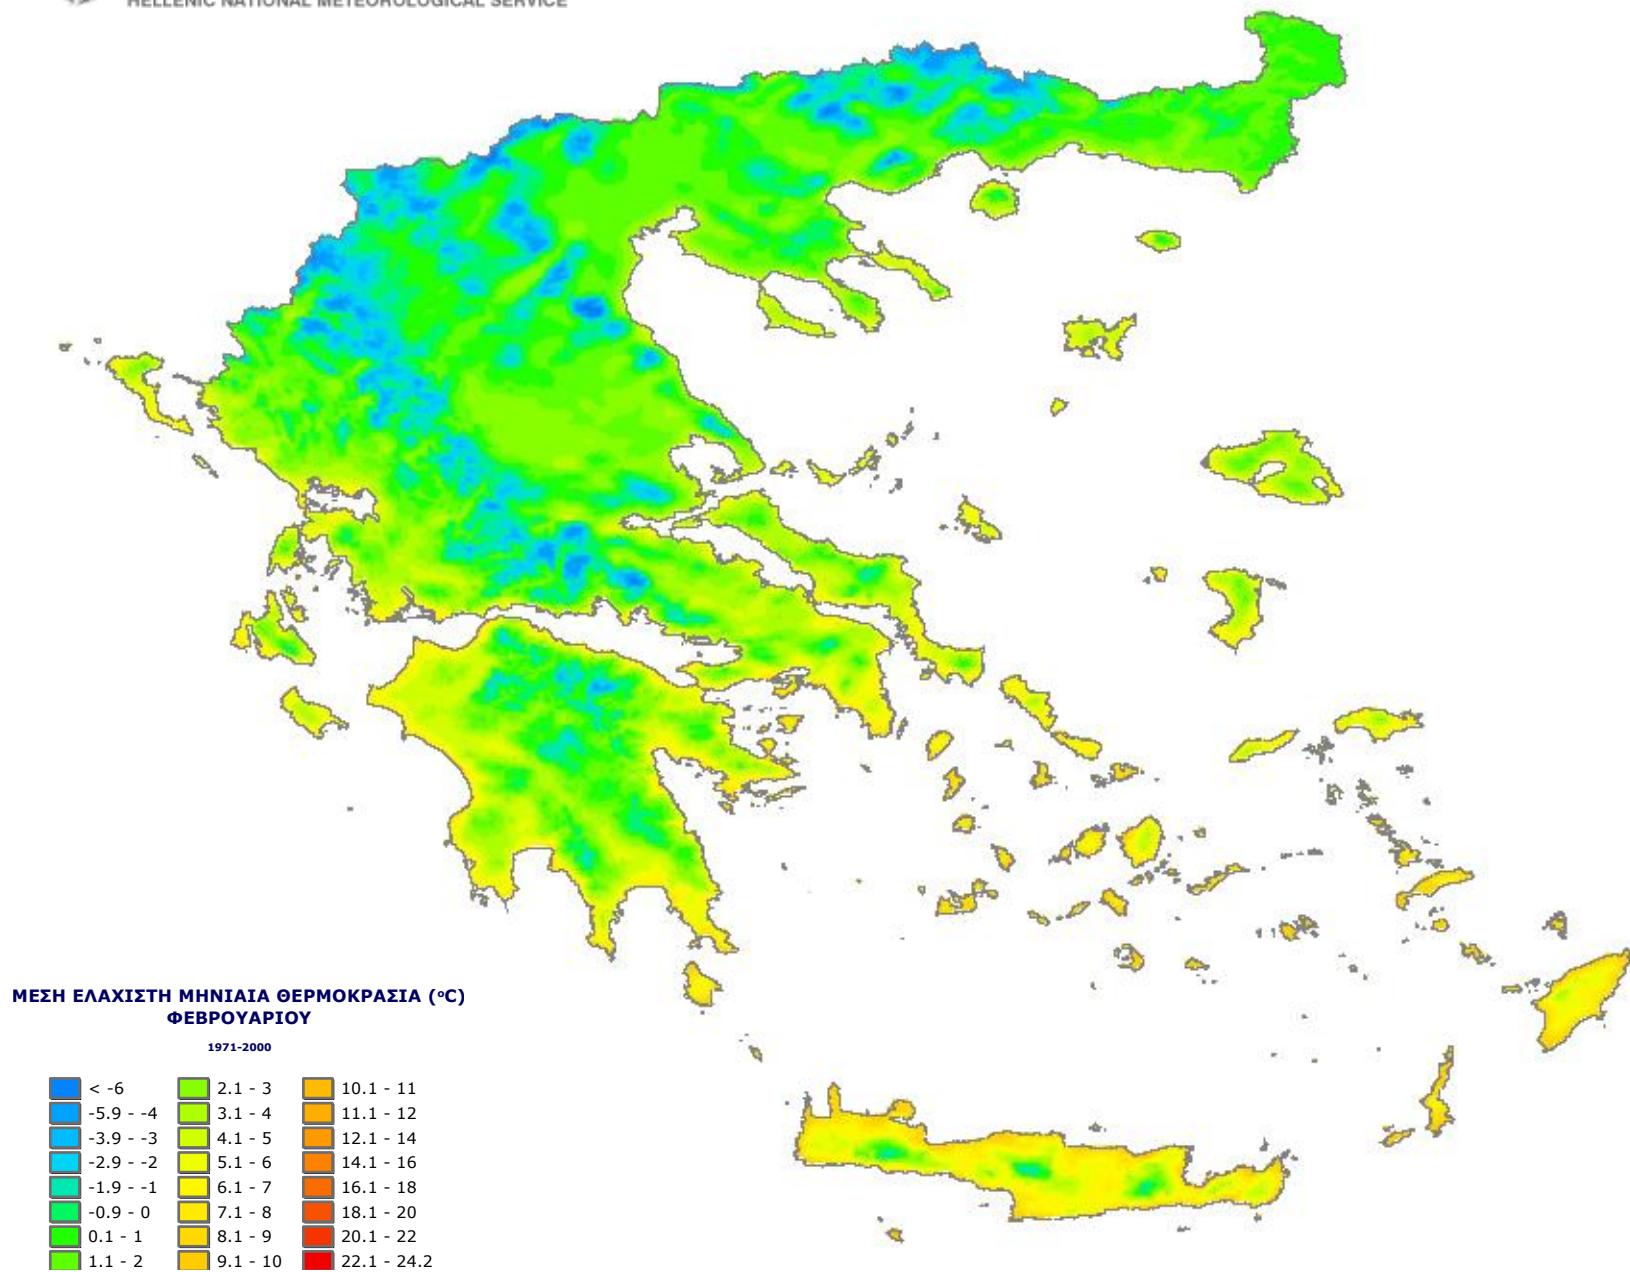 HELLENIC NATIONAL METEOROLOGICAL SERVICE
ΜΕΣΗ ΕΛΑΧΙΣΤΗ ΜΗΝΙΑΙΑ ΘΕΡΜΟΚΡΑΣΙΑ (°C)
ΦΕΒΡΟΥΑΡΙΟΥ
1971-2000
< -6
-5.9 - -4
-3.9 - -3
-2.9 - -2
-1.9 - -1
-0.9 - 0
0.1 - 1
1.1 - 2
2.1 - 3
3.1 - 4
4.1 - 5
5.1 - 6
6.1 - 7
7.1 - 8
8.1 - 9
9.1 - 10
10.1 - 11
11.1 - 12
12.1 - 14
14.1 - 16
16.1 - 18
18.1 - 20
20.1 - 22
22.1 - 24.2